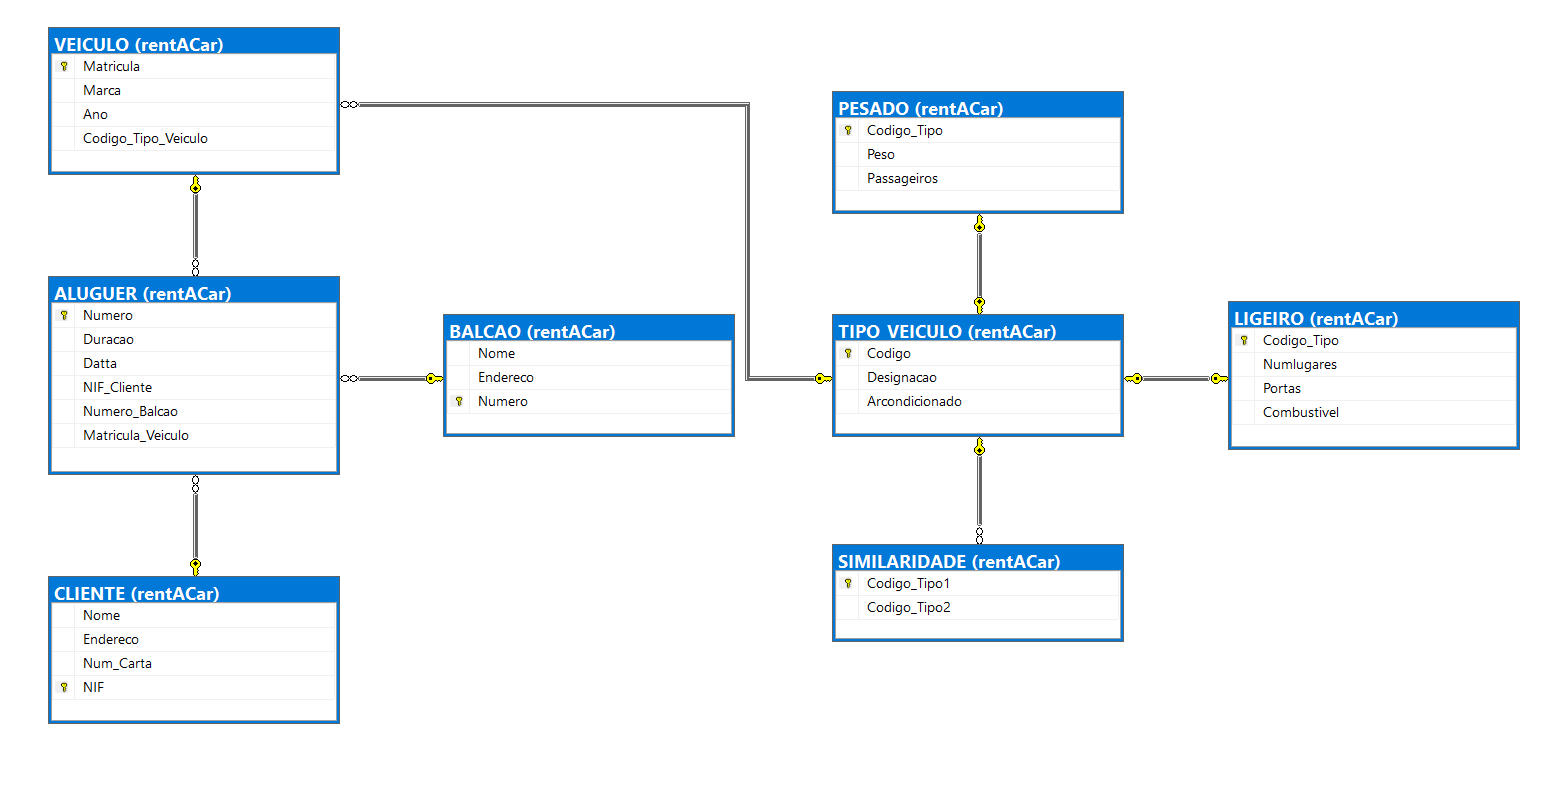 VEICULO (rentACar)
Matricula
Marca
Ano
Codigo_Tipo_Veiculo
PESADO (rentACar)
Codigo_Tipo
Peso
Passageiros
ALUGUER (rentACar)
Numero
Duracao
Datta
NIF_Cliente
Numero_Balcao
Matricula_Veiculo
BALCAO (rentACar)
Nome
Endereco
Numero
TIPO_VEICULO (rentACar)
Codigo
Designacao
Arcondicionado
LIGEIRO (rentACar)
Codigo_Tipo
Numlugares
Portas
Combustivel
CLIENTE (rentACar)
Nome
Endereco
Num_Carta
NIF
SIMILARIDADE (rentACar)
Codigo_Tipo1
Codigo_Tipo2